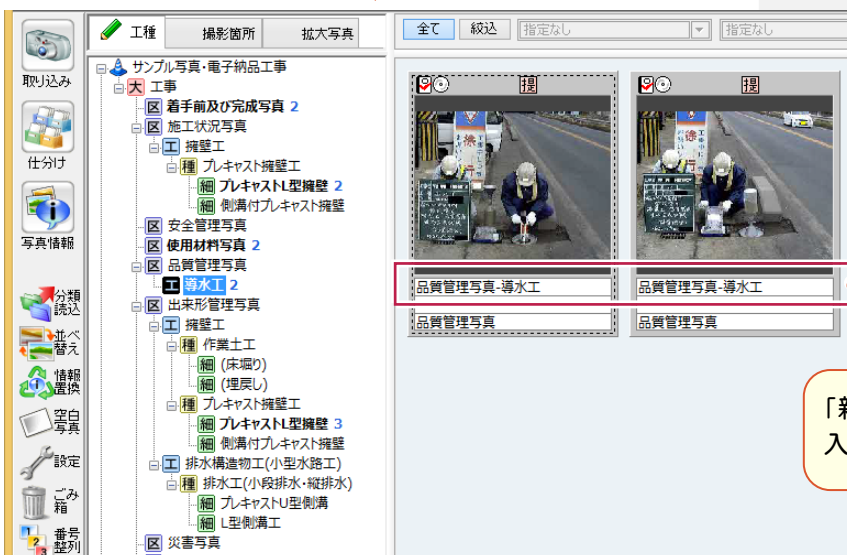 取り込み
仕分け
写真情報
分類
読込
並べ
替え
情報
置換
空白
写真
設定
ごみ
箱
番号
整列
工種
撮影箇所
拡大写真
サンプル写真・電子納品工事
大 工事
区 着手前及び完成写真 2
区 施工状況写真
工 擁壁工
種 プレキャスト擁壁工
細 プレキャストL型擁壁 2
細 側溝付プレキャスト擁壁
区 安全管理写真
区 使用材料写真 2
区 品質管理写真
工 導水工 2
区 出来形管理写真
工 擁壁工
種 作業土工
細 (床堀り)
細 (埋戻し)
種 プレキャスト擁壁工
細 プレキャストL型擁壁 3
細 側溝付プレキャスト擁壁
工 排水構造物工(小型水路工)
種 排水工(小段排水・縦排水)
細 プレキャストU型側溝
細 L型側溝工
区 災害写真
全て
絞込
指定なし
指定なし
提
提
徐行
品質管理写真-導水工
品質管理写真-導水工
品質管理写真
品質管理写真
「新
入